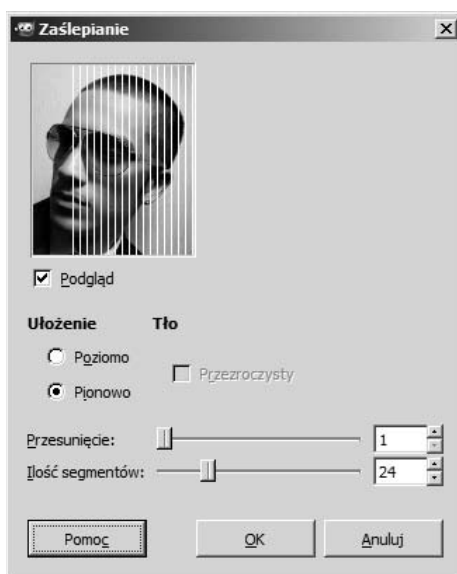 Zaślepianie
Podgląd
Ułożenie Tło
Poziomo
Przezroczysty
Pionowo
Przesunięcie: 1
Ilość segmentów: 24
Pomoc OK Anuluj